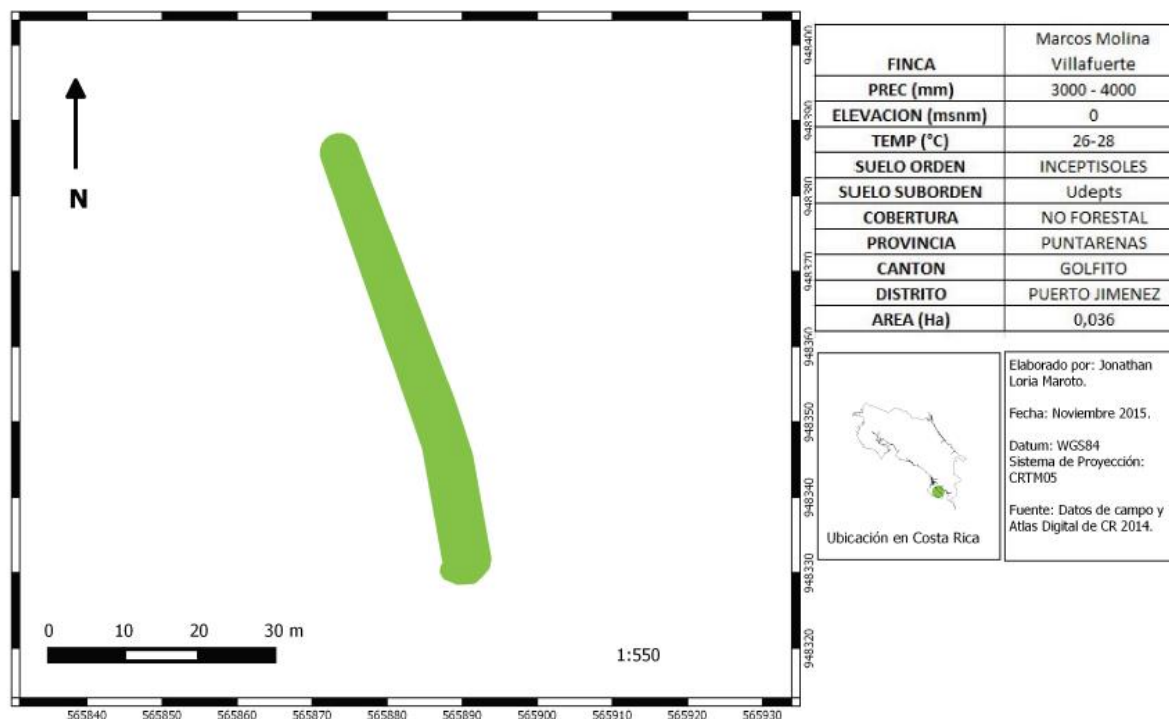 N
0 10 20 30 m
1:550
565840 565850 565860 565870 565880 565890 565900 565910 565920 565930
948400
948390
948380
948370
948360
948350
948340
948330
948320
FINCA Marcos Molina
Villafuerte
PREC (mm) 3000 - 4000
ELEVACION (msnm) 0
TEMP (°C) 26-28
SUELO ORDEN INCEPTISOLES
SUELO SUBORDEN Udepts
COBERTURA NO FORESTAL
PROVINCIA PUNTARENAS
CANTON GOLFITO
DISTRITO PUERTO JIMENEZ
AREA (Ha) 0,036
Ubicación en Costa Rica
Elaborado por: Jonathan
Loria Maroto.
Fecha: Noviembre 2015.
Datum: WGS84
Sistema de Proyección:
CRTM05
Fuente: Datos de campo y
Atlas Digital de CR 2014.